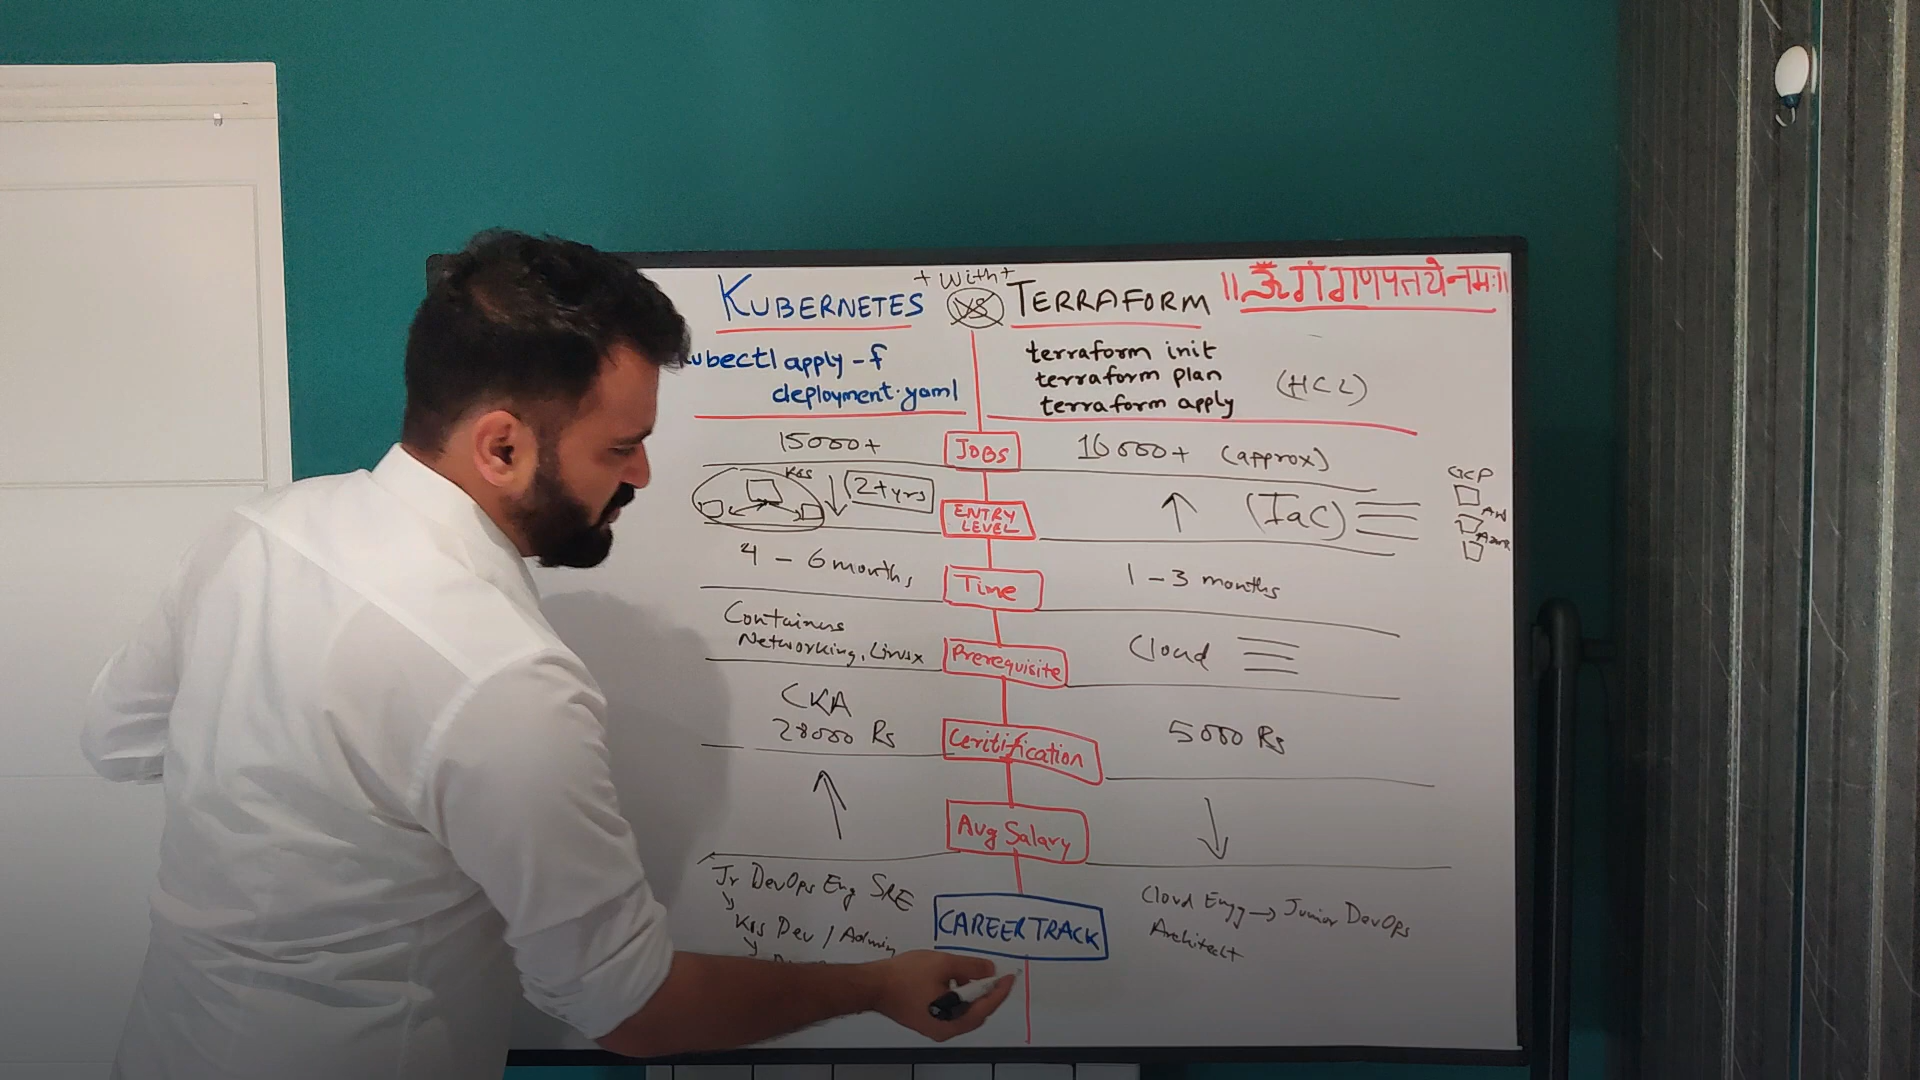 + With +
KUBERNETES VS TERRAFORM
॥ॐ गं गणपतये नमः॥
kubectl apply -f
deployment.yaml
terraform init
terraform plan
terraform apply
(HCL)
15000+
JOBS
16000+ (approx)
K8s
2+yrs
ENTRY
LEVEL
(IaC)
GCP
4 - 6 months
Time
1 - 3 months
Containers
Networking, Linux
Prerequisite
Cloud
CKA
28000 Rs
Ceritification
5000 Rs
Avg Salary
Jr DevOps Eng SRE
K8s Dev / Admin
CAREER TRACK
Cloud Engg → Junior DevOps
Architect